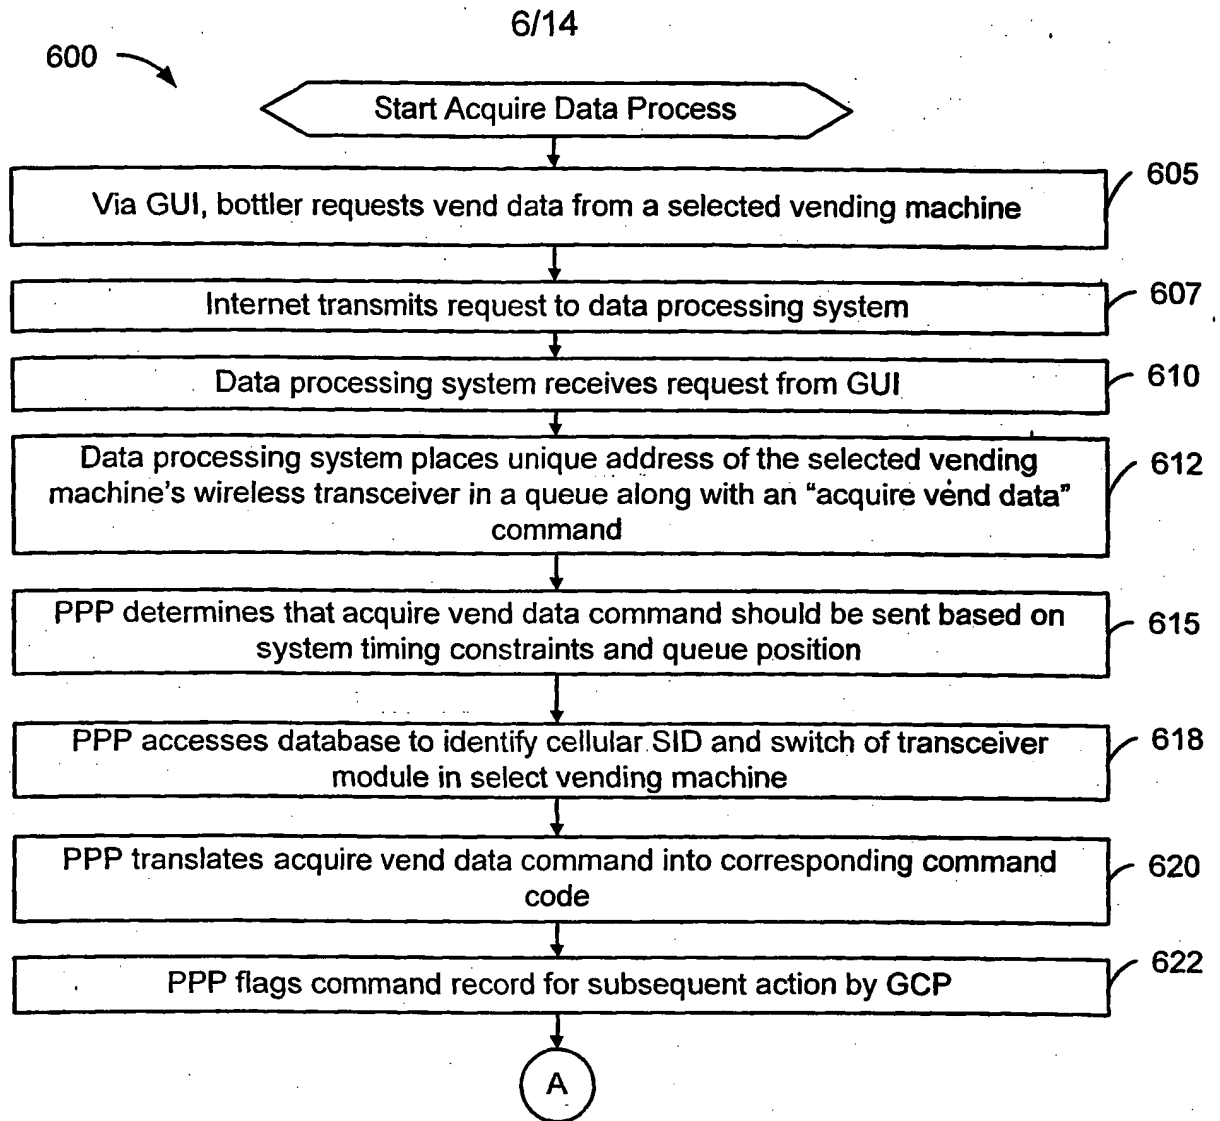 6/14
600
Start Acquire Data Process
605
Via GUI, bottler requests vend data from a selected vending machine
607
Internet transmits request to data processing system
610
Data processing system receives request from GUI
612
Data processing system places unique address of the selected vending
machine's wireless transceiver in a queue along with an “acquire vend data”
command
615
PPP determines that acquire vend data command should be sent based on
system timing constraints and queue position
618
PPP accesses database to identify cellular SID and switch of transceiver
module in select vending machine
620
PPP translates acquire vend data command into corresponding command
code
622
PPP flags command record for subsequent action by GCP
A